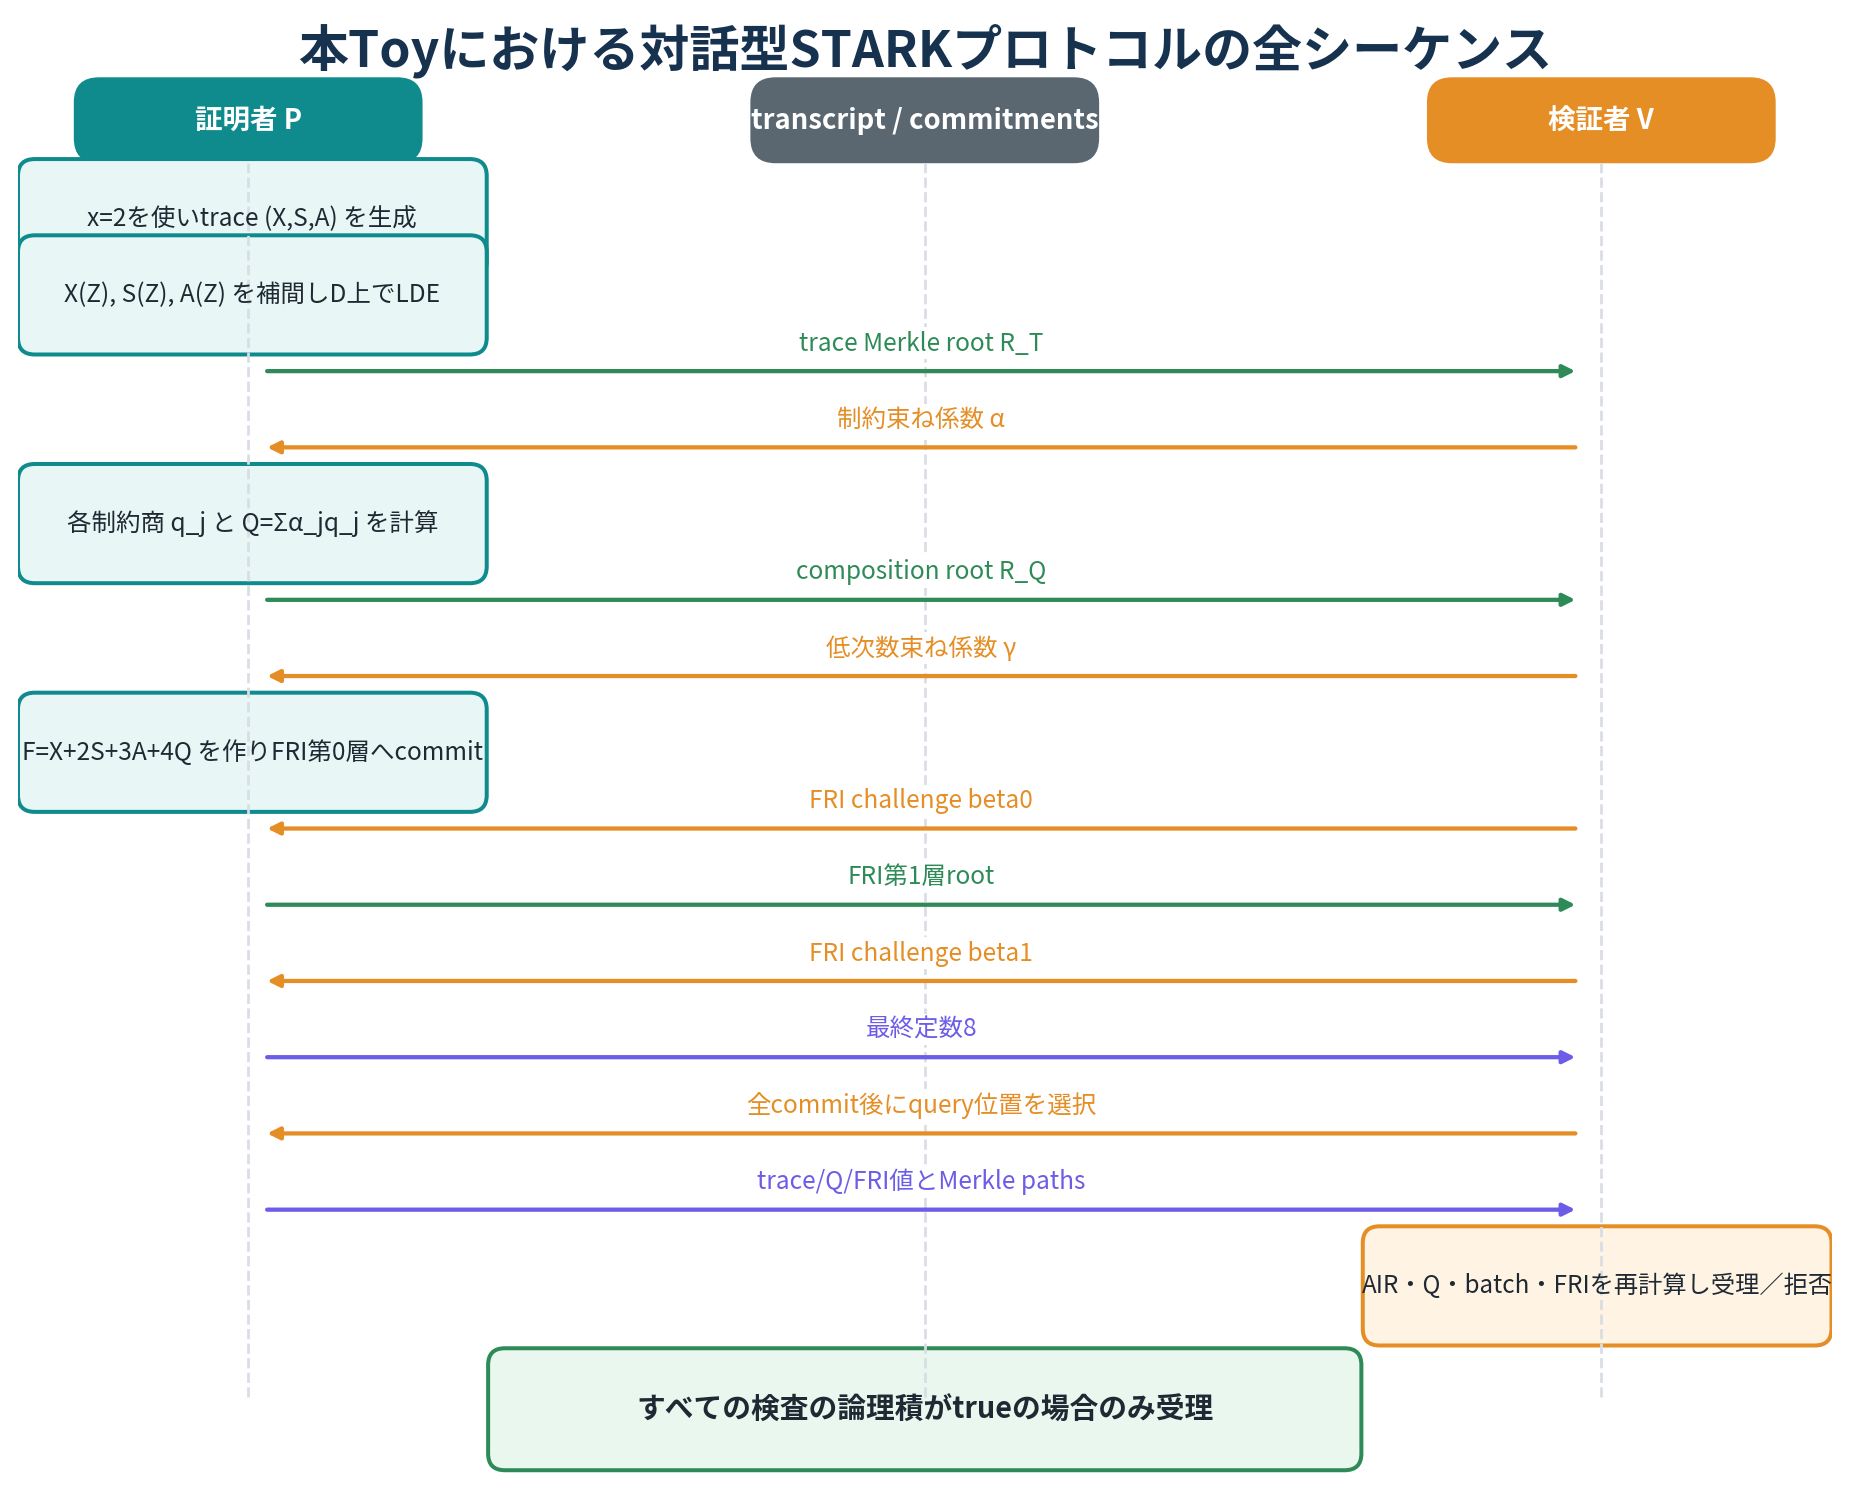 本Toyにおける対話型STARKプロトコルの全シーケンス
証明者 P
transcript / commitments
検証者 V
x=2を使いtrace (X,S,A) を生成
X(Z), S(Z), A(Z) を補間しD上でLDE
trace Merkle root R_T
制約束ね係数 α
各制約商 q_j と Q=Σα_jq_j を計算
composition root R_Q
低次数束ね係数 γ
F=X+2S+3A+4Q を作りFRI第0層へcommit
FRI challenge beta0
FRI第1層root
FRI challenge beta1
最終定数8
全commit後にquery位置を選択
trace/Q/FRI値とMerkle paths
AIR・Q・batch・FRIを再計算し受理／拒否
すべての検査の論理積がtrueの場合のみ受理